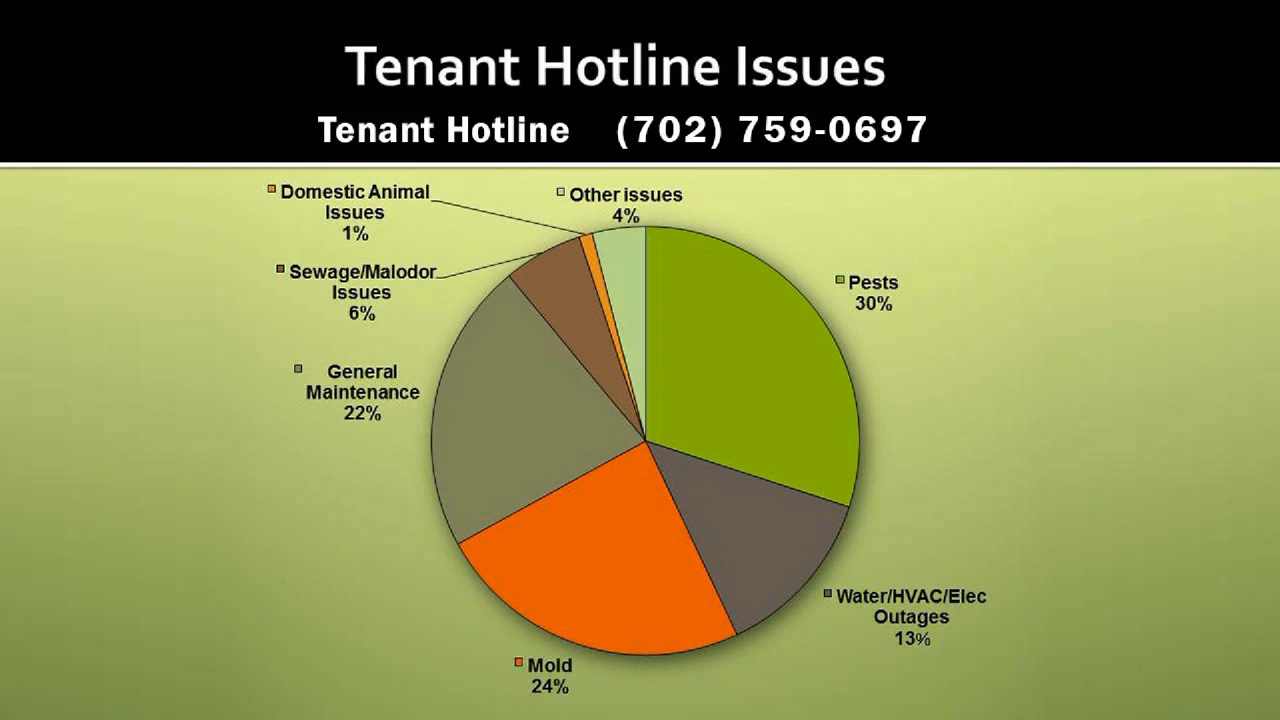 Tenant Hotline Issues
Tenant Hotline (702) 759-0697
Domestic Animal
Issues
1%
Other issues
4%
Sewage/Malodor
Issues
6%
Pests
30%
General
Maintenance
22%
Water/HVAC/Elec
Outages
13%
Mold
24%